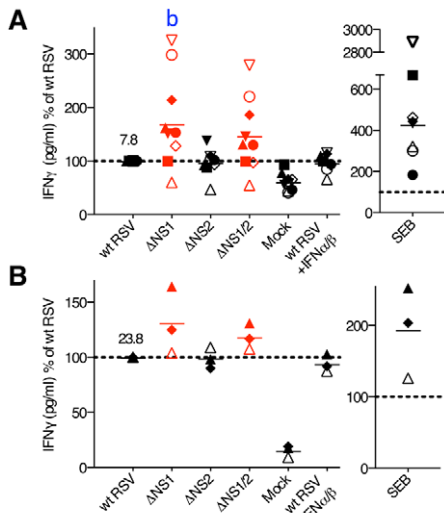 A
b
IFNγ (pg/ml) % of wt RSV
300
200
100
0
7.8
wt RSV
ΔNS1
ΔNS2
ΔNS1/2
Mock
wt RSV
+IFNα/β
3000
2800
600
400
200
0
SEB
B
IFNγ (pg/ml) % of wt RSV
150
100
50
0
23.8
wt RSV
ΔNS1
ΔNS2
ΔNS1/2
Mock
wt RSV
IFNα/β
200
100
0
SEB